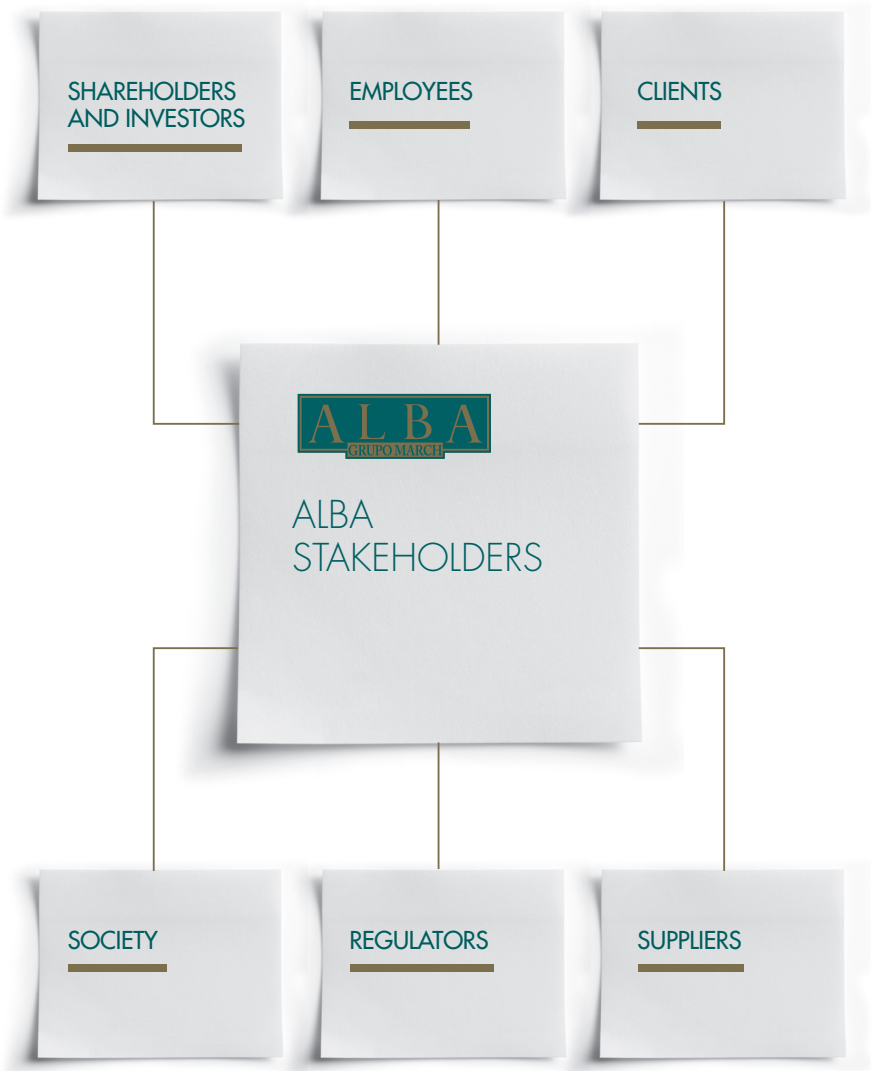 SHAREHOLDERS
AND INVESTORS
EMPLOYEES
CLIENTS
ALBA
GRUPO MARCH
ALBA
STAKEHOLDERS
SOCIETY
REGULATORS
SUPPLIERS